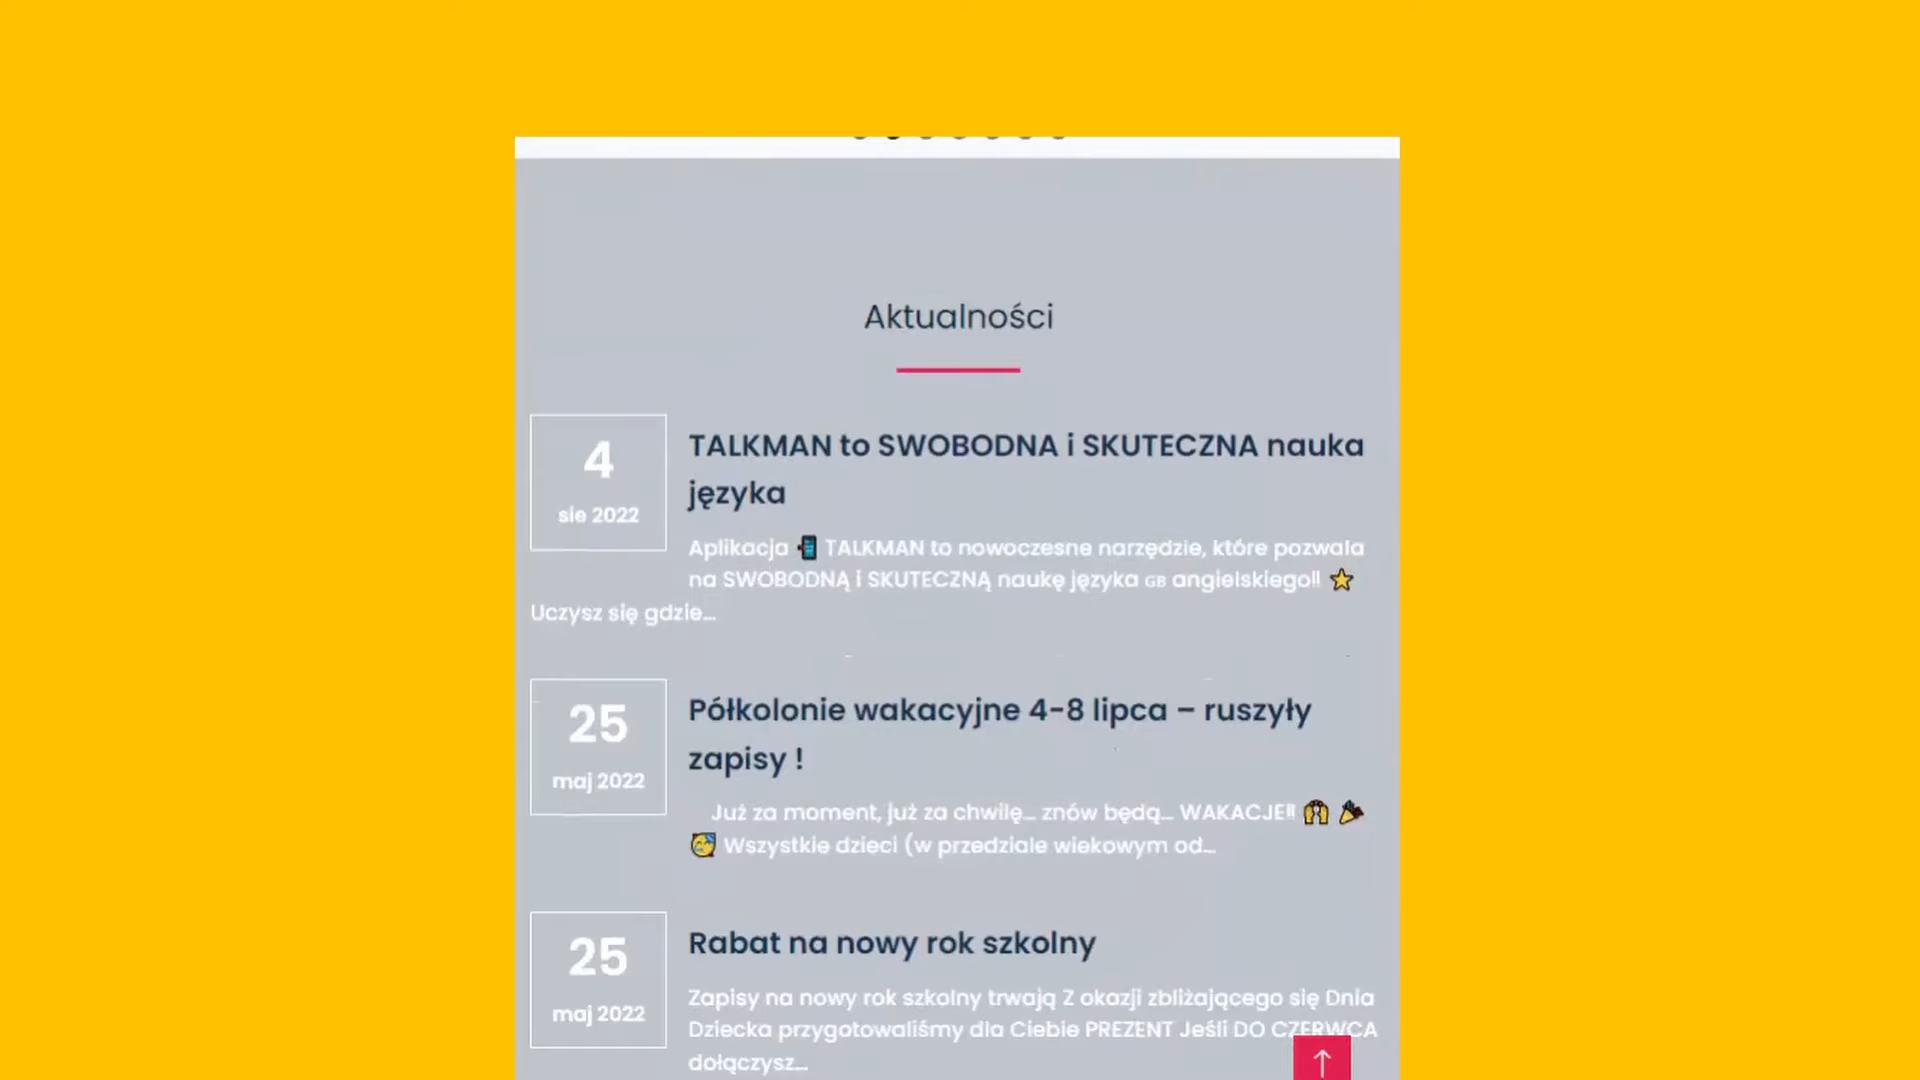 Aktualności
4
sie 2022
TALKMAN to SWOBODNA i SKUTECZNA nauka
języka
Aplikacja 📲 TALKMAN to nowoczesne narzędzie, które pozwala
na SWOBODNĄ i SKUTECZNĄ naukę języka GB angielskiego!! ⭐
Uczysz się gdzie...
25
maj 2022
Półkolonie wakacyjne 4-8 lipca – ruszyły
zapisy !
Już za moment, już za chwilę... znów będą... WAKACJE!! 🙌 🎉
🥳 Wszystkie dzieci (w przedziale wiekowym od...
25
maj 2022
Rabat na nowy rok szkolny
Zapisy na nowy rok szkolny trwają Z okazji zbliżającego się Dnia
Dziecka przygotowaliśmy dla Ciebie PREZENT Jeśli DO CZERWCA
dołączysz...